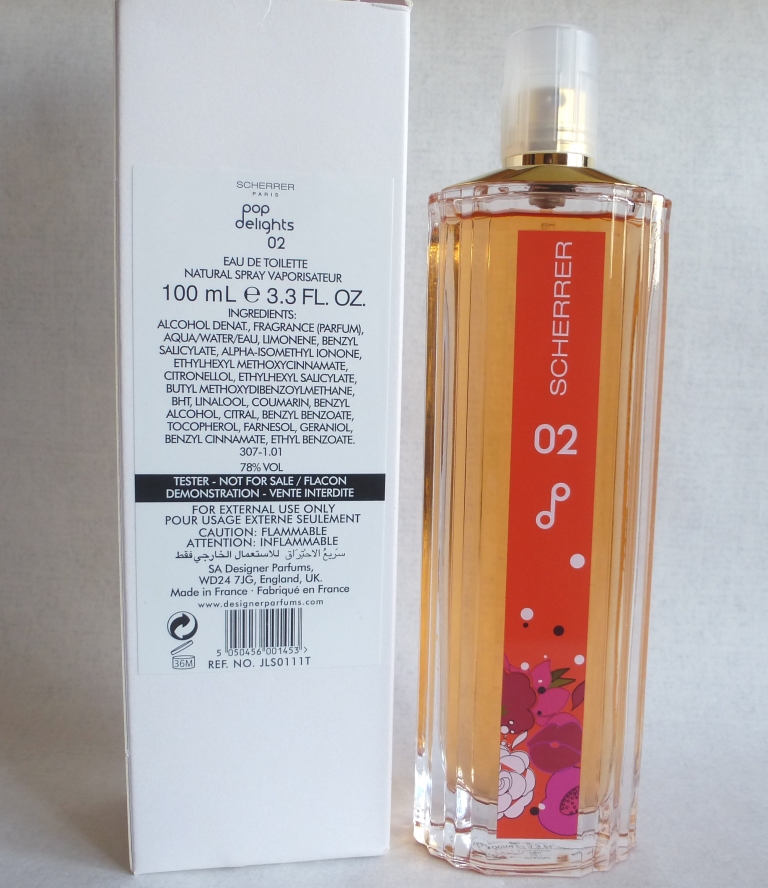 SCHERRER
PARIS
pop
delights
02
EAU DE TOILETTE
NATURAL SPRAY VAPORISATEUR
100 mL ℮ 3.3 FL. OZ.
INGREDIENTS:
ALCOHOL DENAT., FRAGRANCE (PARFUM),
AQUA/WATER/EAU, LIMONENE, BENZYL
SALICYLATE, ALPHA-ISOMETHYL IONONE,
ETHYLHEXYL METHOXYCINNAMATE,
CITRONELLOL, ETHYLHEXYL SALICYLATE,
BUTYL METHOXYDIBENZOYLMETHANE,
BHT, LINALOOL, COUMARIN, BENZYL
ALCOHOL, CITRAL, BENZYL BENZOATE,
TOCOPHEROL, FARNESOL, GERANIOL,
BENZYL CINNAMATE, ETHYL BENZOATE.
307-1.01
78% VOL
TESTER - NOT FOR SALE / FLACON
DEMONSTRATION - VENTE INTERDITE
FOR EXTERNAL USE ONLY
POUR USAGE EXTERNE SEULEMENT
CAUTION: FLAMMABLE
ATTENTION: INFLAMMABLE
سريع الاحتراق للاستعمال الخارجي فقط
SA Designer Parfums,
WD24 7JG, England, UK.
Made in France · Fabriqué en France
www.designerparfums.com
5 050456 001453 >
36M
REF. NO. JLS0111T
SCHERRER
02